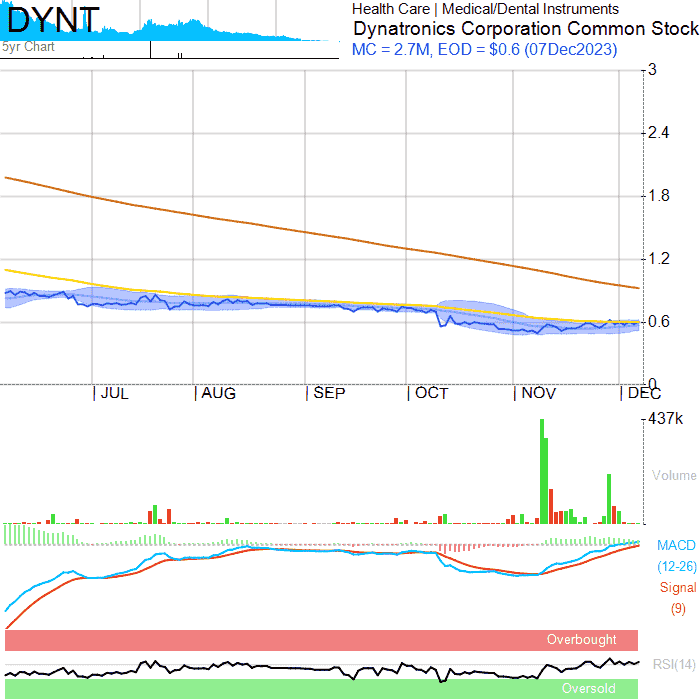 DYNT
5yr Chart
Health Care | Medical/Dental Instruments
Dynatronics Corporation Common Stock
MC = 2.7M, EOD = $0.6 (07Dec2023)
3
2.4
1.8
1.2
0.6
0
JUL AUG SEP OCT NOV DEC
437k
Volume
MACD
(12-26)
Signal
(9)
Overbought
RSI(14)
Oversold